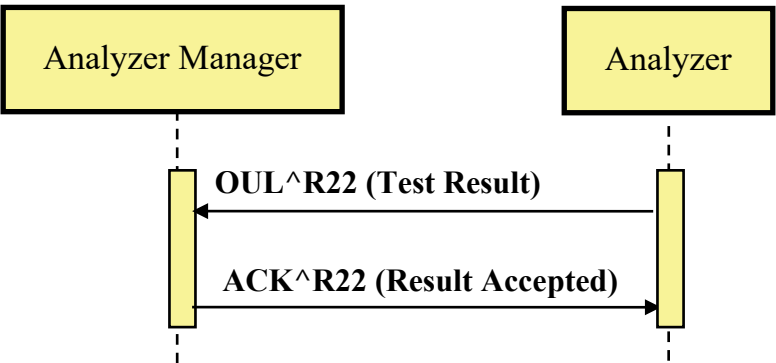 Analyzer Manager
Analyzer
OUL^R22 (Test Result)
ACK^R22 (Result Accepted)